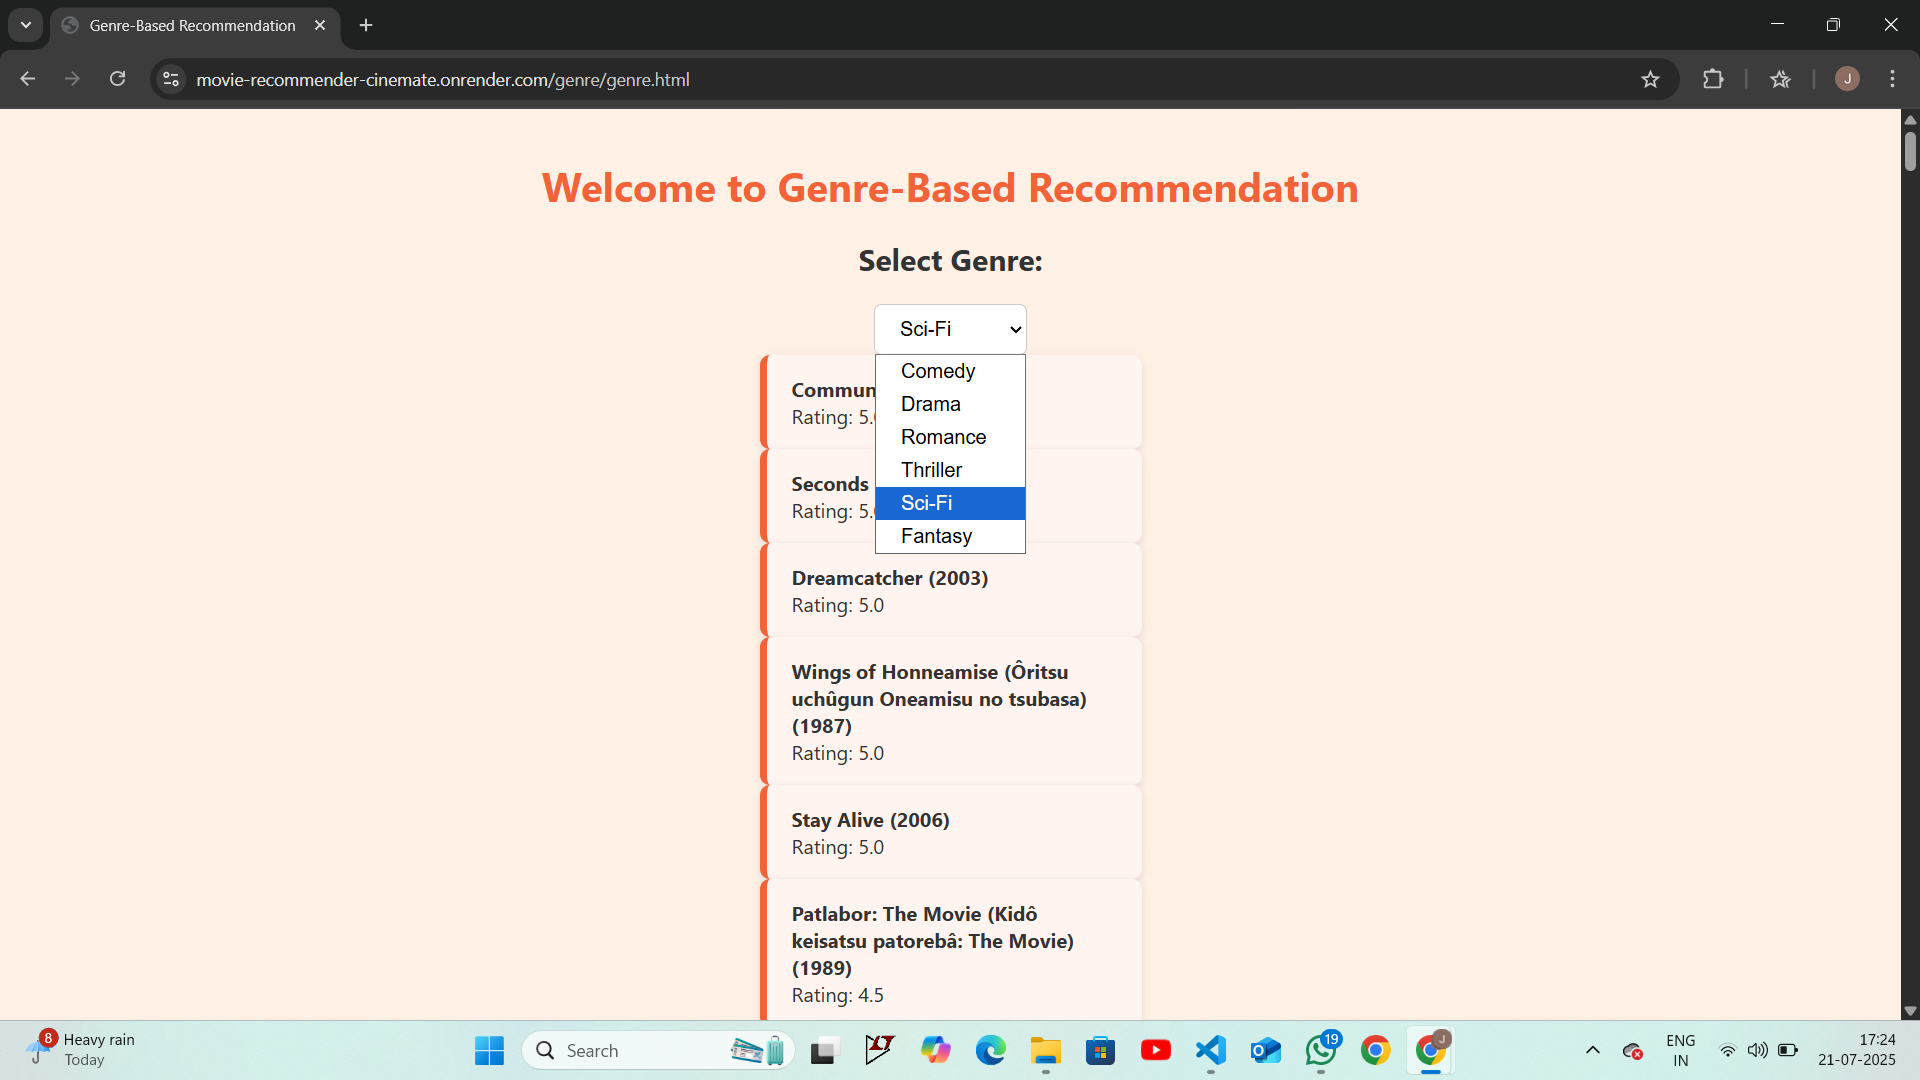 Genre-Based Recommendation
movie-recommender-cinemate.onrender.com/genre/genre.html
J
Welcome to Genre-Based Recommendation
Select Genre:
Sci-Fi
Comedy
Drama
Romance
Thriller
Sci-Fi
Fantasy
Rating: 5.
Seconds
Rating: 5.
Dreamcatcher (2003)
Rating: 5.0
Wings of Honneamise (Ôritsu
uchûgun Oneamisu no tsubasa)
(1987)
Rating: 5.0
Stay Alive (2006)
Rating: 5.0
Patlabor: The Movie (Kidô
keisatsu patorebâ: The Movie)
(1989)
Rating: 4.5
8
Heavy rain
Today
Search
19
J
ENG
IN
17:24
21-07-2025